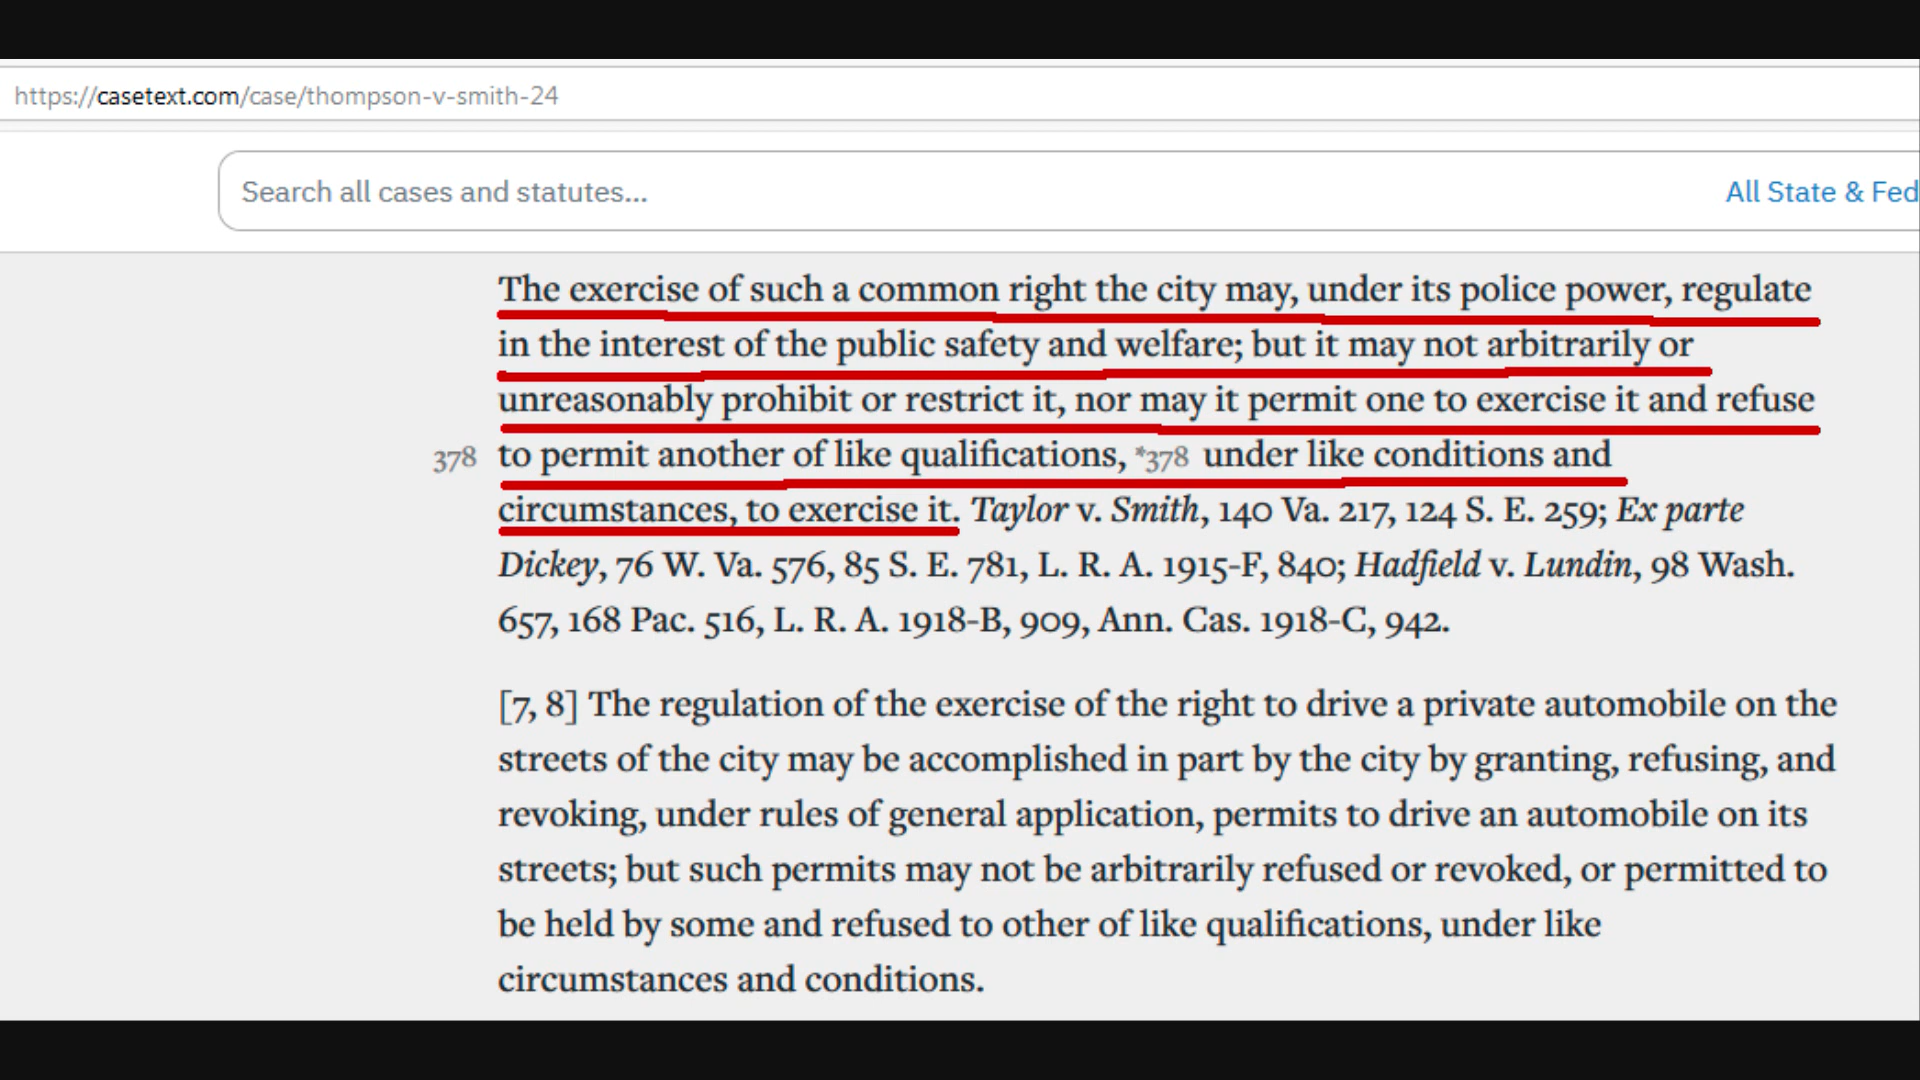 https://casetext.com/case/thompson-v-smith-24
Search all cases and statutes...
All State & Fed
The exercise of such a common right the city may, under its police power, regulate
in the interest of the public safety and welfare; but it may not arbitrarily or
unreasonably prohibit or restrict it, nor may it permit one to exercise it and refuse
378 to permit another of like qualifications, *378 under like conditions and
circumstances, to exercise it. Taylor v. Smith, 140 Va. 217, 124 S. E. 259; Ex parte
Dickey, 76 W. Va. 576, 85 S. E. 781, L. R. A. 1915-F, 840; Hadfield v. Lundin, 98 Wash.
657, 168 Pac. 516, L. R. A. 1918-B, 909, Ann. Cas. 1918-C, 942.
[7, 8] The regulation of the exercise of the right to drive a private automobile on the
streets of the city may be accomplished in part by the city by granting, refusing, and
revoking, under rules of general application, permits to drive an automobile on its
streets; but such permits may not be arbitrarily refused or revoked, or permitted to
be held by some and refused to other of like qualifications, under like
circumstances and conditions.